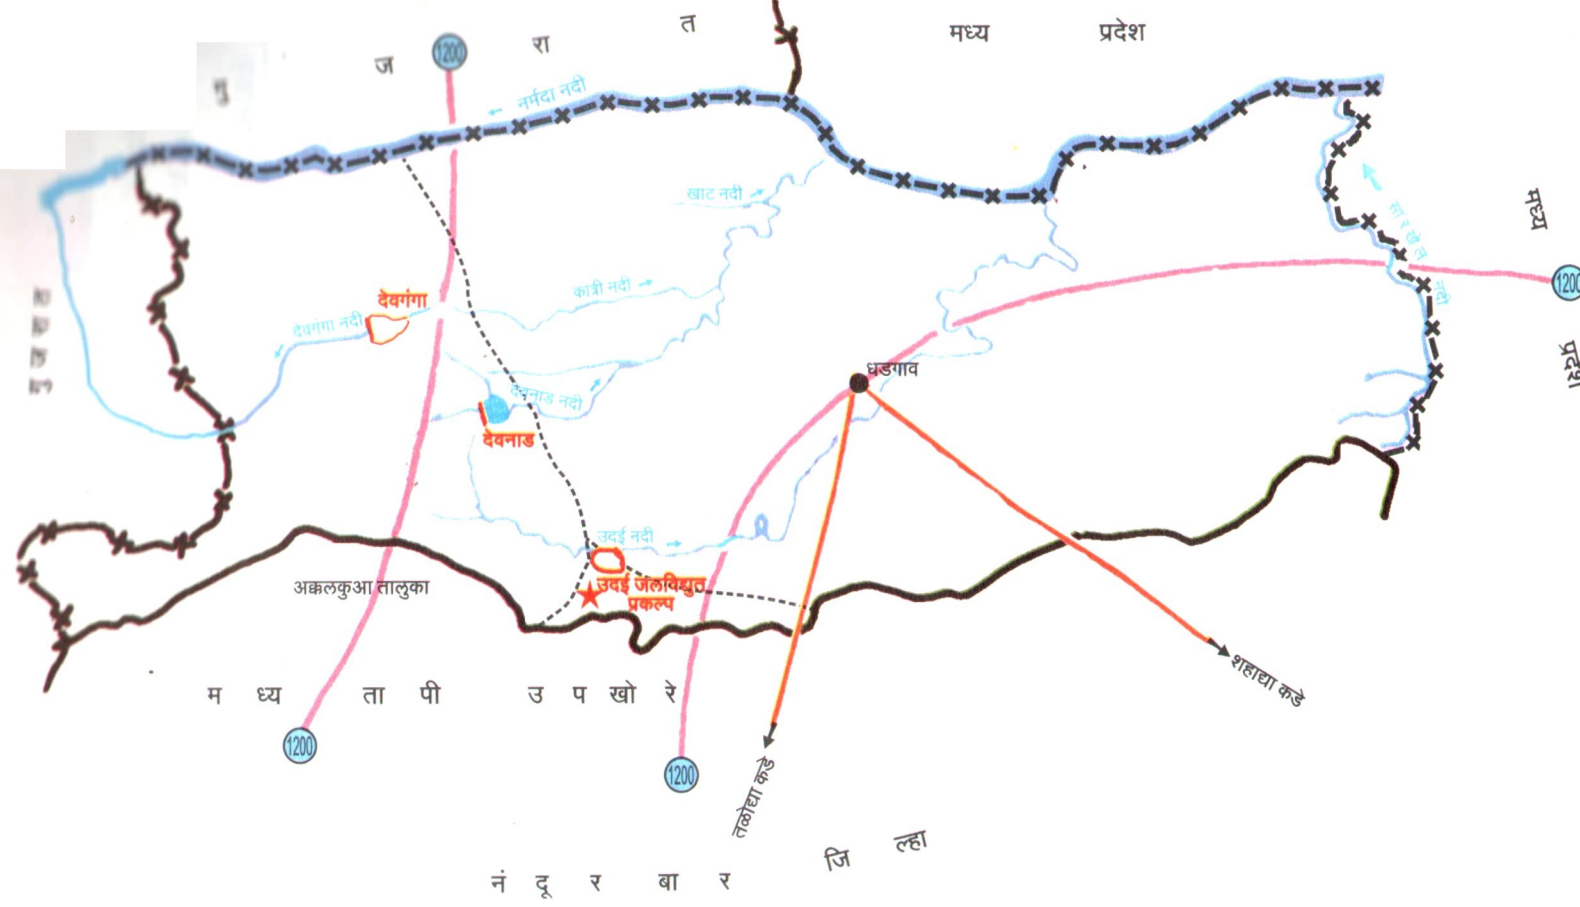 गु ज रा त
मध्य प्रदेश
1200
नर्मदा नदी
खाट नदी
सा र खे ल
नदी
मध्य
प्रदेश
1200
कात्री नदी
देवगंगा
देवगंगा नदी
धडगाव
देवनाड नदी
देवनाड
उदई नदी
उदई जलविद्युत
प्रकल्प
अक्कलकुआ तालुका
म ध्य ता पी उ प खो रे
शहाद्या कडे
1200
1200
तळोद्या कडे
नं दू र बा र जि ल्हा